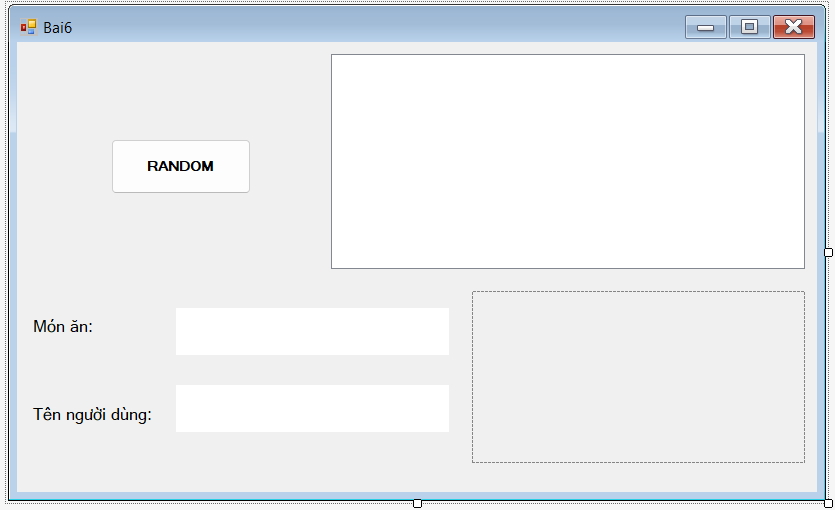 Bai6
RANDOM
Món ăn:
Tên người dùng: